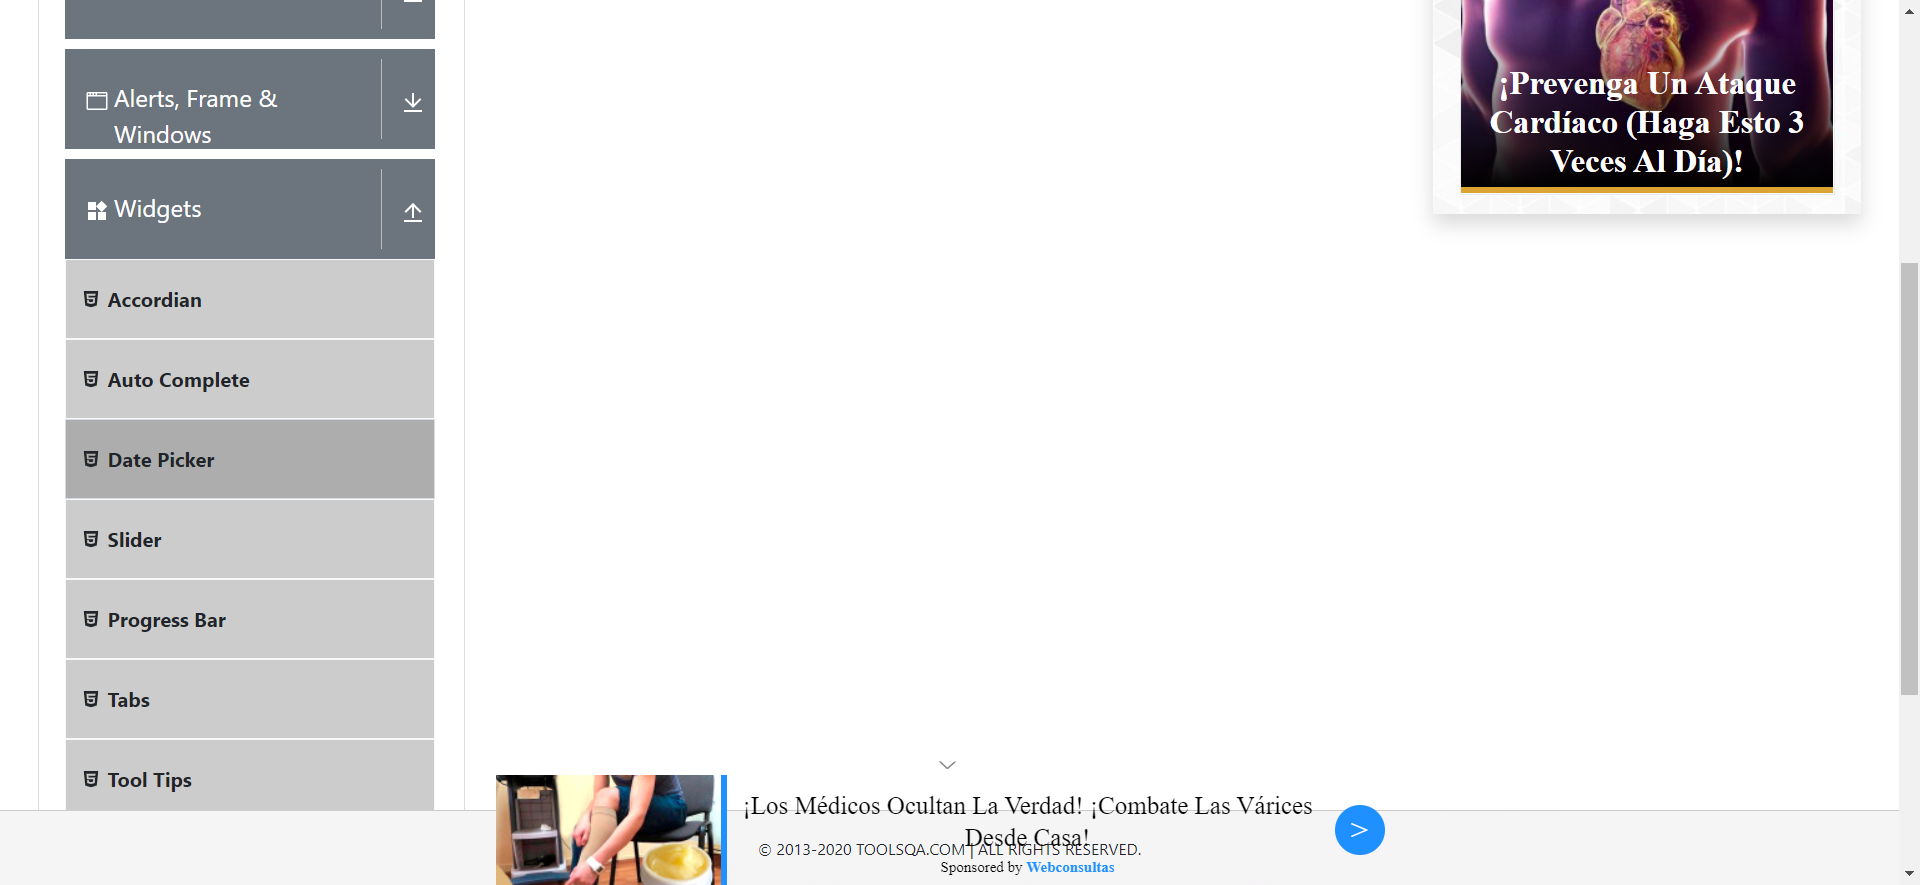 Alerts, Frame &
Windows
Widgets
Accordian
Auto Complete
Date Picker
Slider
Progress Bar
Tabs
Tool Tips
¡Prevenga Un Ataque
Cardíaco (Haga Esto 3
Veces Al Día)!
¡Los Médicos Ocultan La Verdad! ¡Combate Las Várices
Desde Casa!
>
© 2013-2020 TOOLSQA.COM | ALL RIGHTS RESERVED.
Sponsored by Webconsultas